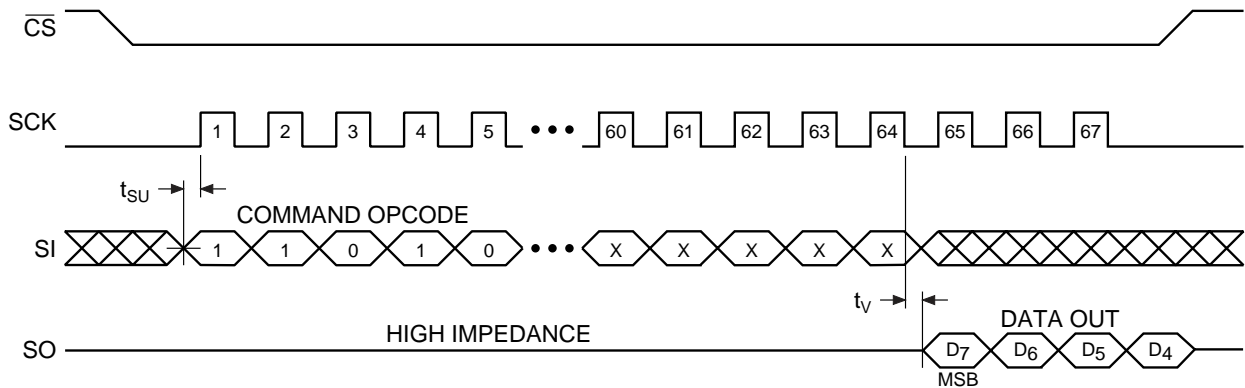 CS
SCK 1 2 3 4 5 ••• 60 61 62 63 64 65 66 67
tSU
COMMAND OPCODE
SI 1 1 0 1 0 ••• X X X X X
tV
HIGH IMPEDANCE DATA OUT
SO D7 D6 D5 D4
MSB